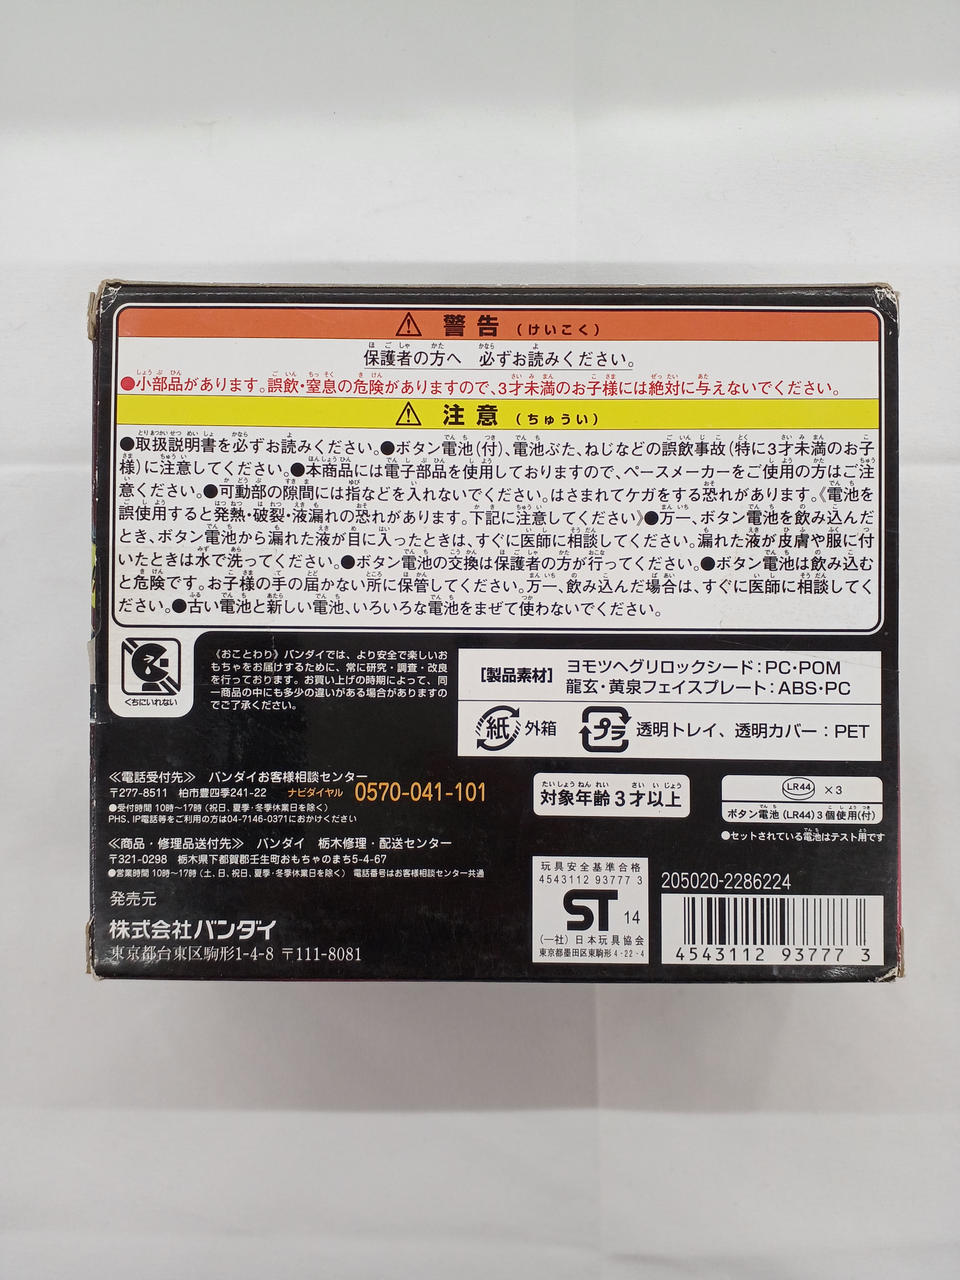 ⚠ 警告 (けいこく)
保護者の方へ 必ずお読みください。
●小部品があります。誤飲・窒息の危険がありますので、3才未満のお子様には絶対に与えないでください。
⚠ 注意 (ちゅうい)
●取扱説明書を必ずお読みください。●ボタン電池(付)、電池ぶた、ねじなどの誤飲事故(特に3才未満のお子
様)に注意してください。●本商品には電子部品を使用しておりますので、ペースメーカーをご使用の方はご注
意ください。●可動部の隙間には指などを入れないでください。はさまれてケガをする恐れがあります。《電池を
誤使用すると発熱・破裂・液漏れの恐れがあります。下記に注意してください》●万一、ボタン電池を飲み込んだ
とき、ボタン電池から漏れた液が目に入ったときは、すぐに医師に相談してください。漏れた液が皮膚や服に付
いたときは水で洗ってください。●ボタン電池の交換は保護者の方が行ってください。●ボタン電池は飲み込む
と危険です。お子様の手の届かない所に保管してください。万一、飲み込んだ場合は、すぐに医師に相談してく
ださい。●古い電池と新しい電池、いろいろな電池をまぜて使わないでください。
くちにいれない
《おことわり》バンダイでは、より安全で楽しいお
もちゃをお届けするために、常に研究・調査・改良
を行っております。お買い上げの時期によって、同
一商品の中にも多少の違いがある場合があります
のでご了承ください。
【製品素材】
ヨモツヘグリロックシード:PC・POM
龍玄・黄泉フェイスプレート:ABS・PC
紙 外箱
プラ 透明トレイ、透明カバー:PET
≪電話受付先≫ バンダイお客様相談センター
〒277-8511 柏市豊四季241-22 ナビダイヤル 0570-041-101
●受付時間 10時〜17時(祝日、夏季・冬季休業日を除く)
PHS、IP電話等をご利用の方は04-7146-0371におかけください
≪商品・修理品送付先≫ バンダイ 栃木修理・配送センター
〒321-0298 栃木県下都賀郡壬生町おもちゃのまち5-4-67
●営業時間 10時〜17時(土、日、祝日、夏季・冬季休業日を除く) 電話番号はお客様相談センター共通
発売元
株式会社バンダイ
東京都台東区駒形1-4-8 〒111-8081
対象年齢3才以上
LR44 ×3
ボタン電池(LR44)3個使用(付)
●セットされている電池はテスト用です
玩具安全基準合格
4543112 93777 3
ST 14
(一社)日本玩具協会
東京都墨田区東駒形4-22-4
205020-2286224
4543112 93777 3